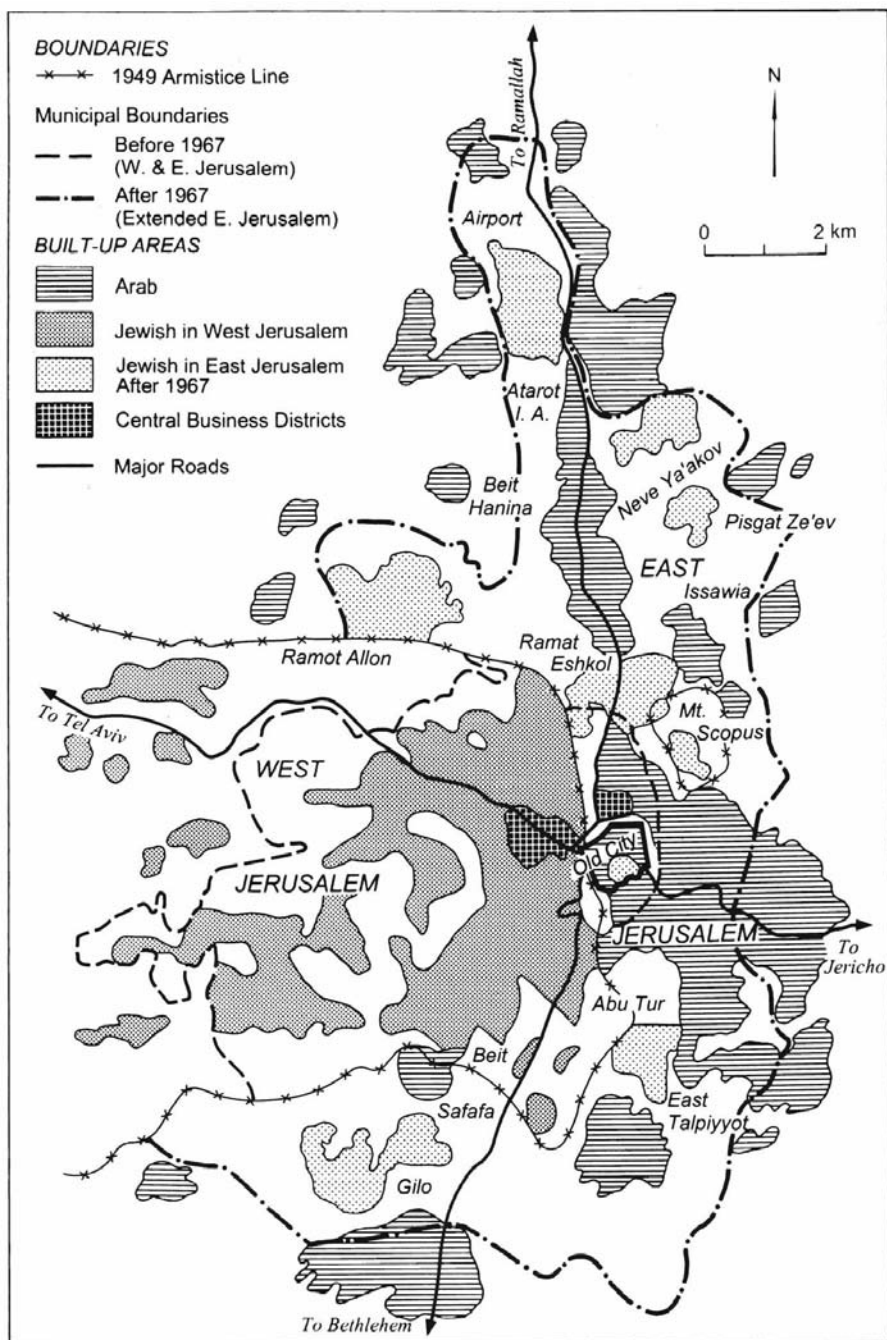 BOUNDARIES
1949 Armistice Line
Municipal Boundaries
Before 1967
(W. & E. Jerusalem)
After 1967
(Extended E. Jerusalem)
BUILT-UP AREAS
Arab
Jewish in West Jerusalem
Jewish in East Jerusalem
After 1967
Central Business Districts
Major Roads
To Ramallah
N
0 2 km
Airport
Atarot
I. A.
Beit
Hanina
Neve Ya'akov
Pisgat Ze'ev
EAST
Issawia
Ramot Allon
Ramat
Eshkol
Mt.
Scopus
To Tel Aviv
WEST
Old City
JERUSALEM
JERUSALEM
To
Jericho
Abu Tur
Beit
Safafa
East
Talpiyyot
Gilo
To Bethlehem